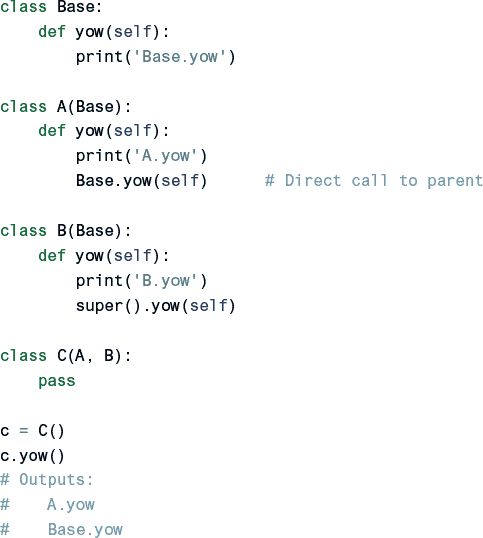 class Base:
    def yow(self):
        print('Base.yow')

class A(Base):
    def yow(self):
        print('A.yow')
        Base.yow(self)      # Direct call to parent

class B(Base):
    def yow(self):
        print('B.yow')
        super().yow(self)

class C(A, B):
    pass

c = C()
c.yow()
# Outputs:
#    A.yow
#    Base.yow